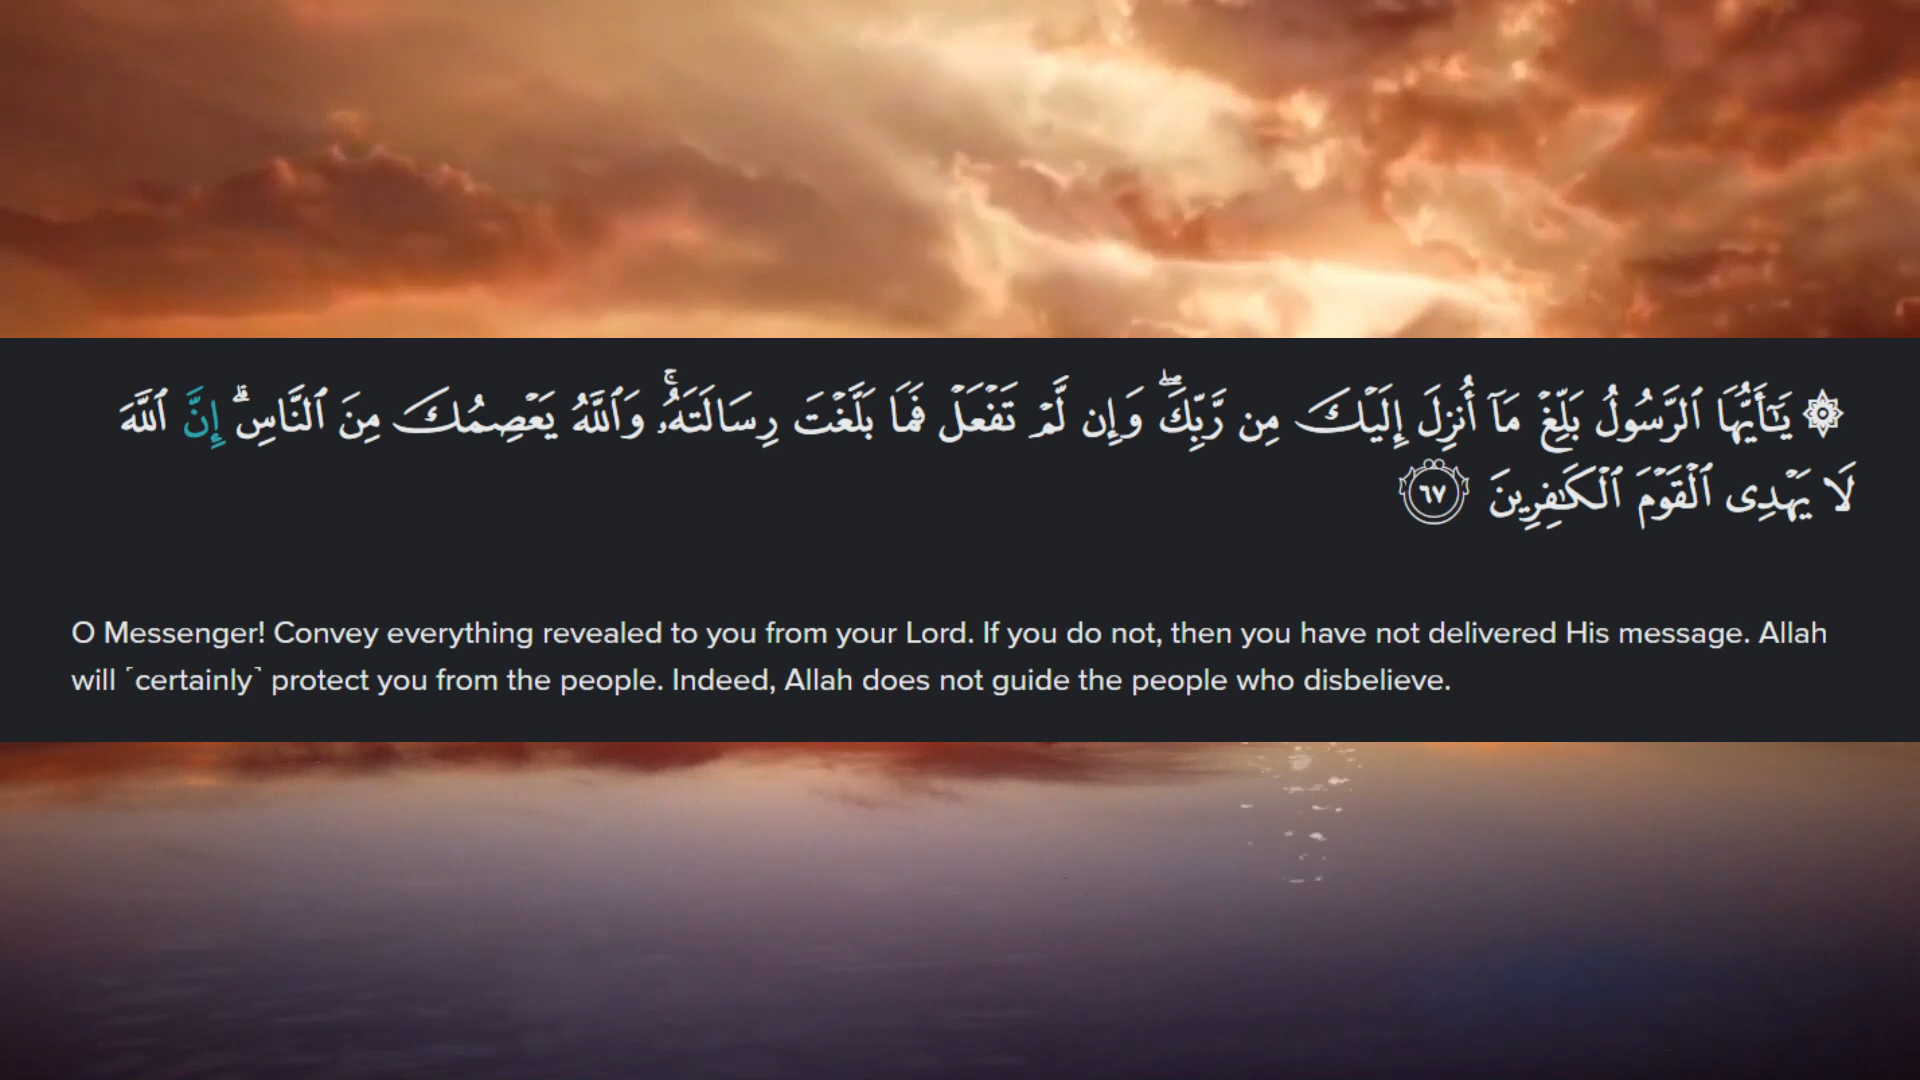 ۞ يَـٰٓأَيُّهَا ٱلرَّسُولُ بَلِّغْ مَآ أُنزِلَ إِلَيْكَ مِن رَّبِّكَ ۖ وَإِن لَّمْ تَفْعَلْ فَمَا بَلَّغْتَ رِسَالَتَهُۥ ۚ وَٱللَّهُ يَعْصِمُكَ مِنَ ٱلنَّاسِ ۗ إِنَّ ٱللَّهَ
لَا يَهْدِى ٱلْقَوْمَ ٱلْكَـٰفِرِينَ ٦٧
O Messenger! Convey everything revealed to you from your Lord. If you do not, then you have not delivered His message. Allah
will ˹certainly˺ protect you from the people. Indeed, Allah does not guide the people who disbelieve.